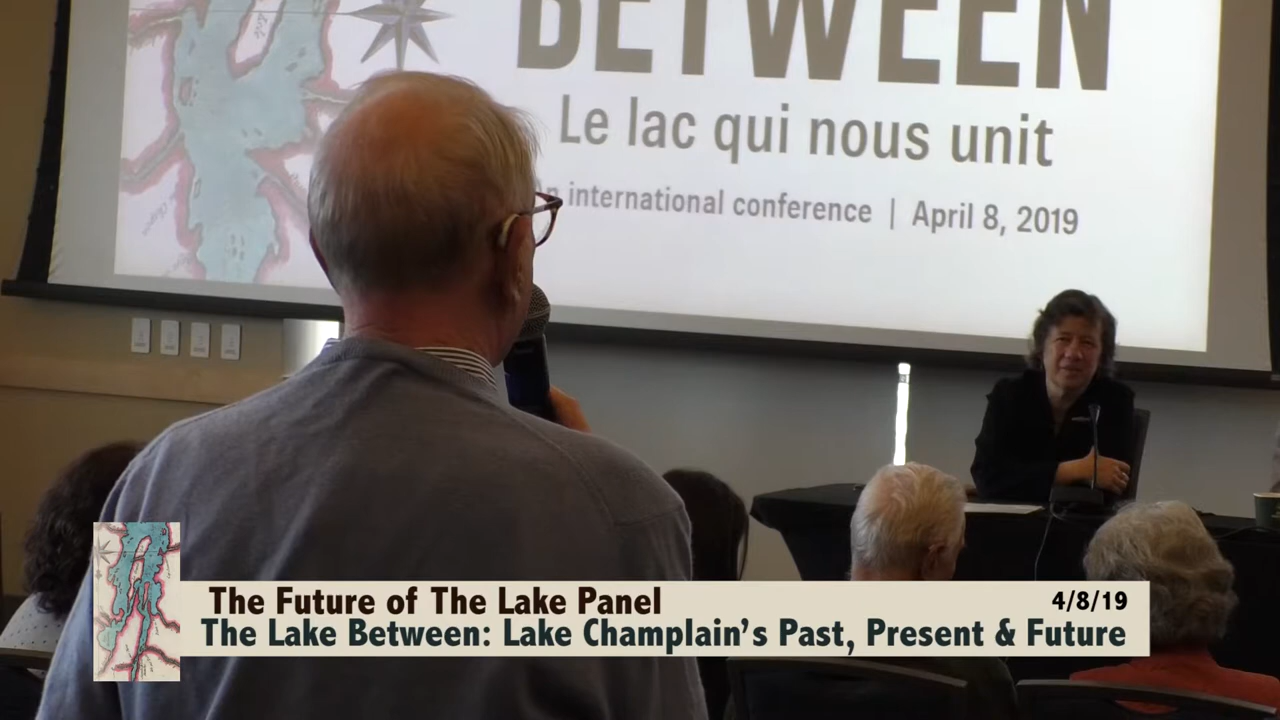 BETWEEN
Le lac qui nous unit
international conference | April 8, 2019
The Future of The Lake Panel
4/8/19
The Lake Between: Lake Champlain's Past, Present & Future